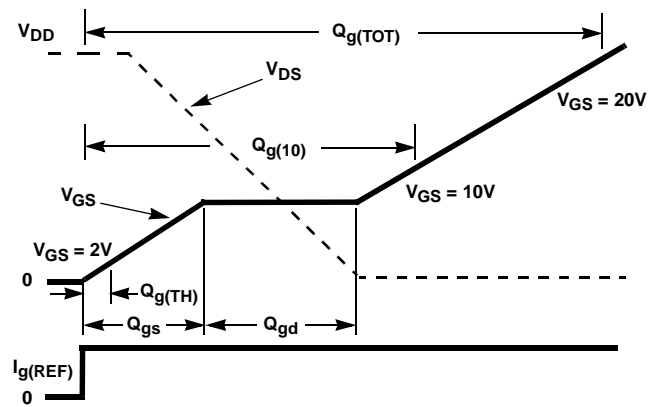 V_DD
Q_g(TOT)
V_DS
V_GS = 20V
Q_g(10)
V_GS
V_GS = 10V
V_GS = 2V
0
Q_g(TH)
Q_gs
Q_gd
I_g(REF)
0